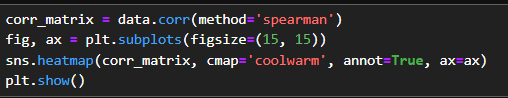 corr_matrix = data.corr(method='spearman')
fig, ax = plt.subplots(figsize=(15, 15))
sns.heatmap(corr_matrix, cmap='coolwarm', annot=True, ax=ax)
plt.show()